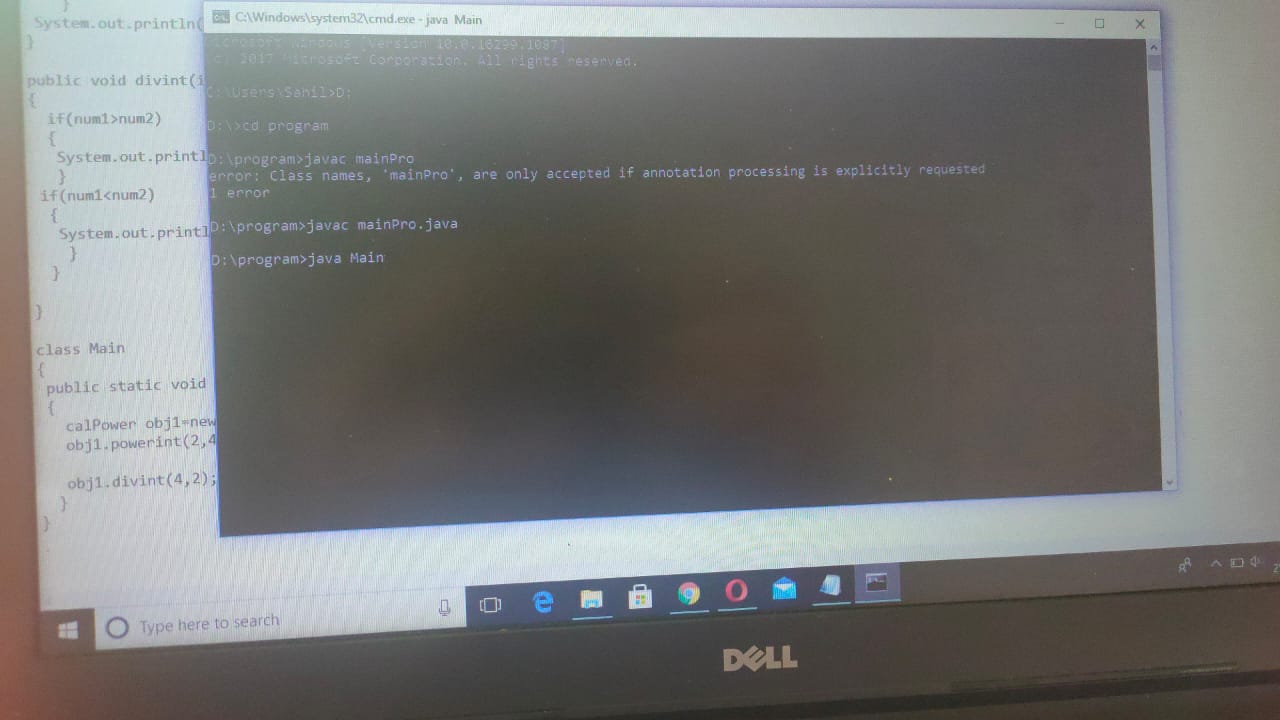 }
System.out.println(
}
public void divint(i
{
if(num1>num2)
{
System.out.printl
}
if(num1<num2)
{
System.out.printl
}
}
}
class Main
{
public static void
{
calPower obj1=new
obj1.powerint(2,4
obj1.divint(4,2);
}
}
C:\Windows\system32\cmd.exe - java Main
icrosoft Windows [Version 10.0.16299.1087]
c) 2017 Microsoft Corporation. All rights reserved.
C:\Users\Sahil>D:
D:\>cd program
D:\program>javac mainPro
error: Class names, 'mainPro', are only accepted if annotation processing is explicitly requested
1 error
D:\program>javac mainPro.java
D:\program>java Main
Type here to search
DELL